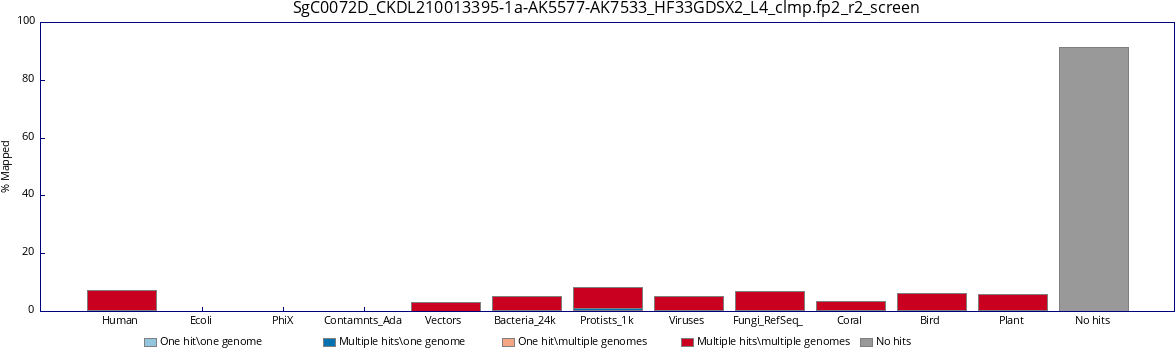 SgC0072D_CKDL210013395-1a-AK5577-AK7533_HF33GDSX2_L4_clmp.fp2_r2_screen
100
80
60
40
20
0
% Mapped
Human Ecoli PhiX Contamnts_Ada Vectors Bacteria_24k Protists_1k Viruses Fungi_RefSeq_ Coral Bird Plant No hits
One hit\one genome Multiple hits\one genome One hit\multiple genomes Multiple hits\multiple genomes No hits